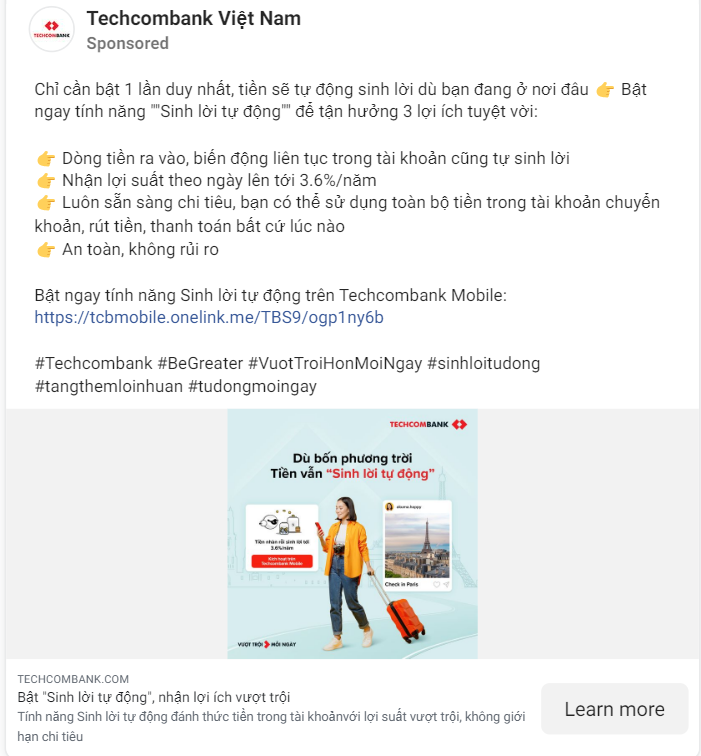 Techcombank Việt Nam
TECHCOMBANK
Sponsored
Chỉ cần bật 1 lần duy nhất, tiền sẽ tự động sinh lời dù bạn đang ở nơi đâu 👉 Bật
ngay tính năng ""Sinh lời tự động"" để tận hưởng 3 lợi ích tuyệt vời:
👉 Dòng tiền ra vào, biến động liên tục trong tài khoản cũng tự sinh lời
👉 Nhận lợi suất theo ngày lên tới 3.6%/năm
👉 Luôn sẵn sàng chi tiêu, bạn có thể sử dụng toàn bộ tiền trong tài khoản chuyển
khoản, rút tiền, thanh toán bất cứ lúc nào
👉 An toàn, không rủi ro
Bật ngay tính năng Sinh lời tự động trên Techcombank Mobile:
https://tcbmobile.onelink.me/TBS9/ogp1ny6b
#Techcombank #BeGreater #VuotTroiHonMoiNgay #sinhloitudong
#tangthemloinhuan #tudongmoingay
TECHCOMBANK
Dù bốn phương trời
Tiền vẫn “Sinh lời tự động”
Tiền nhàn rỗi sinh lời tới
3.6%/năm
Kích hoạt trên
Techcombank Mobile
Check in Paris
VƯỢT TRỘI MỖI NGÀY
TECHCOMBANK.COM
Bật "Sinh lời tự động", nhận lợi ích vượt trội
Tính năng Sinh lời tự động đánh thức tiền trong tài khoảnvới lợi suất vượt trội, không giới
hạn chi tiêu
Learn more